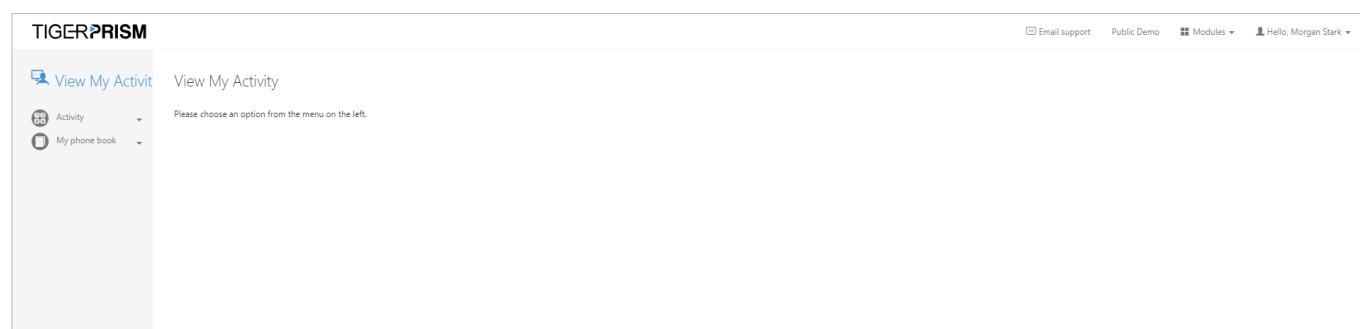 TIGERPRISM
Email support
Public Demo
Modules
Hello, Morgan Stark
View My Activit
Activity
My phone book
View My Activity
Please choose an option from the menu on the left.